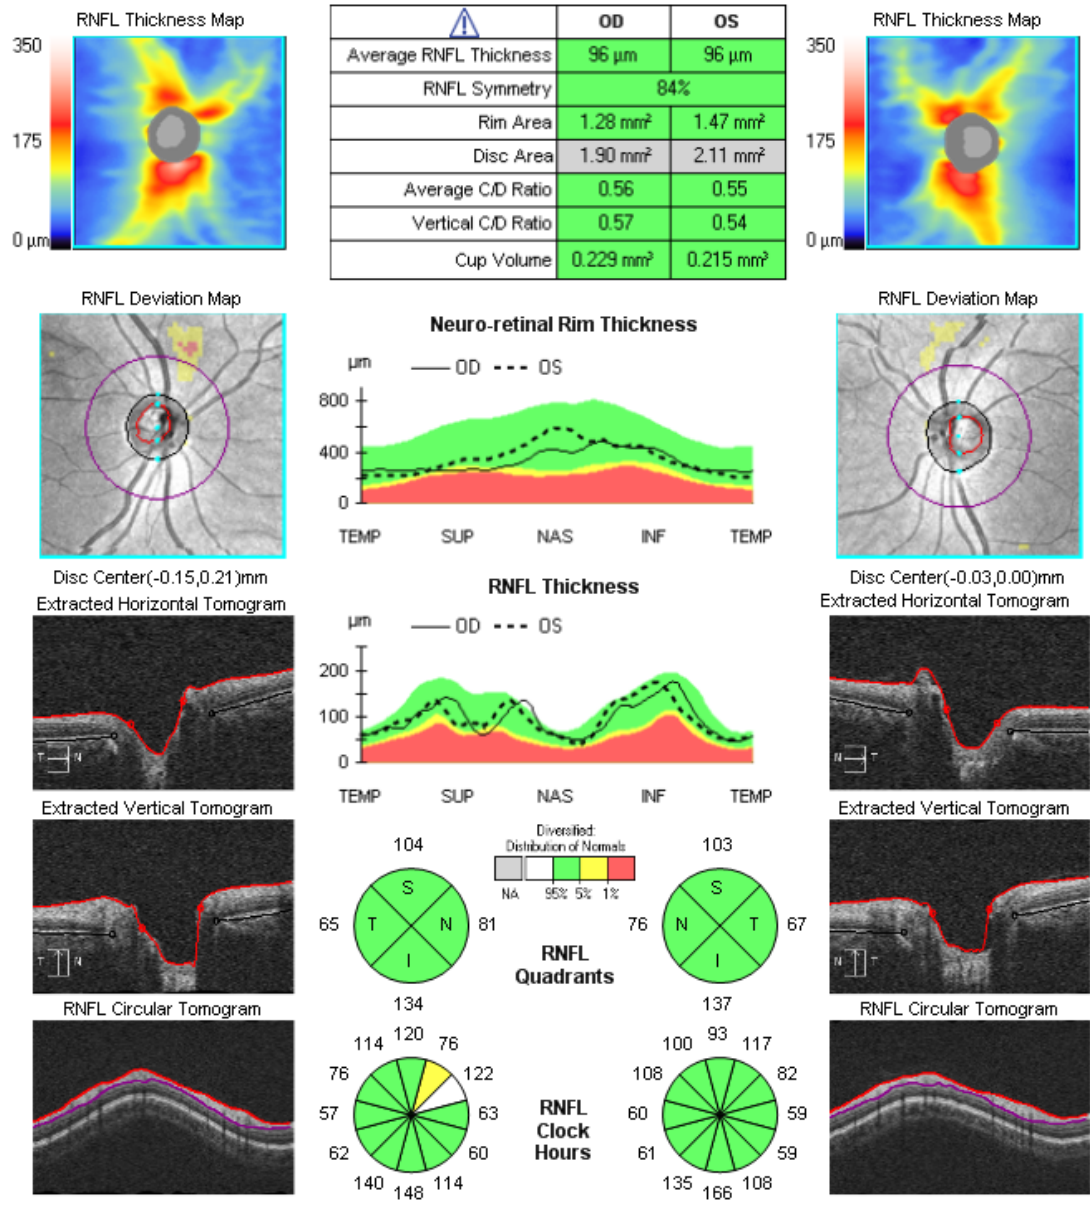 RNFL Thickness Map
350
175
0 µm
OD OS
Average RNFL Thickness 96 µm 96 µm
RNFL Symmetry 84%
Rim Area 1.28 mm² 1.47 mm²
Disc Area 1.90 mm² 2.11 mm²
Average C/D Ratio 0.56 0.55
Vertical C/D Ratio 0.57 0.54
Cup Volume 0.229 mm³ 0.215 mm³
RNFL Thickness Map
350
175
0 µm
RNFL Deviation Map
Disc Center(-0.15,0.21)mm
Neuro-retinal Rim Thickness
µm
OD OS
800
400
0
TEMP SUP NAS INF TEMP
RNFL Deviation Map
Disc Center(-0.03,0.00)mm
Extracted Horizontal Tomogram
T N
RNFL Thickness
µm
OD OS
200
100
0
TEMP SUP NAS INF TEMP
Extracted Horizontal Tomogram
N T
Extracted Vertical Tomogram
T N
Diversified:
Distribution of Normals
NA 95% 5% 1%
104
S
65 T N 81
I
134
RNFL
Quadrants
103
S
76 N T 67
I
137
Extracted Vertical Tomogram
T N
RNFL Circular Tomogram
114 120 76
76 122
57 63
62 60
140 148 114
RNFL
Clock
Hours
100 93 117
108 82
60 59
61 59
135 166 108
RNFL Circular Tomogram